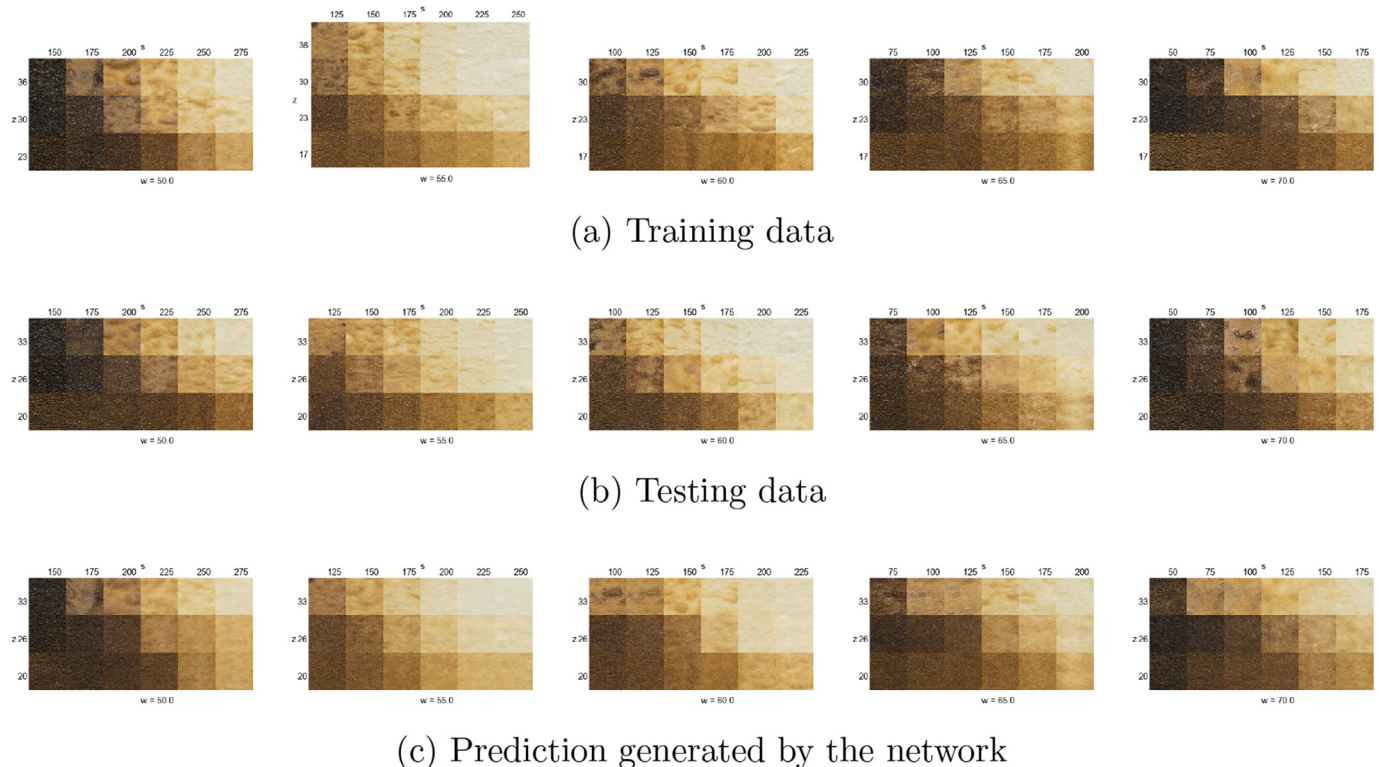 s
150 175 200 225 250 275
36
z 30
23
w = 50.0
s
125 150 175 200 225 250
36
30
z
23
17
w = 55.0
s
100 125 150 175 200 225
30
z 23
17
w = 60.0
s
75 100 125 150 175 200
30
z 23
17
w = 65.0
s
50 75 100 125 150 175
30
z 23
17
w = 70.0
(a) Training data
s
150 175 200 225 250 275
33
z 26
20
w = 50.0
s
125 150 175 200 225 250
33
z 26
20
w = 55.0
s
100 125 150 175 200 225
33
z 26
20
w = 60.0
s
75 100 125 150 175 200
33
z 26
20
w = 65.0
s
50 75 100 125 150 175
33
z 26
20
w = 70.0
(b) Testing data
s
150 175 200 225 250 275
33
z 26
20
w = 50.0
s
125 150 175 200 225 250
33
z 26
20
w = 55.0
s
100 125 150 175 200 225
33
z 26
20
w = 60.0
s
75 100 125 150 175 200
33
z 26
20
w = 65.0
s
50 75 100 125 150 175
33
z 26
20
w = 70.0
(c) Prediction generated by the network